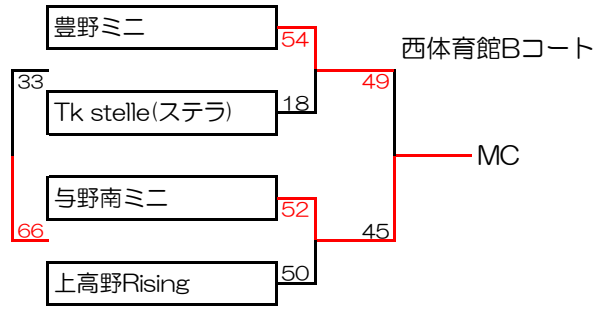 豊野ミニ
54
西体育館Bコート
33
49
Tk stelle(ステラ)
18
MC
与野南ミニ
52
66
45
上高野Rising
50